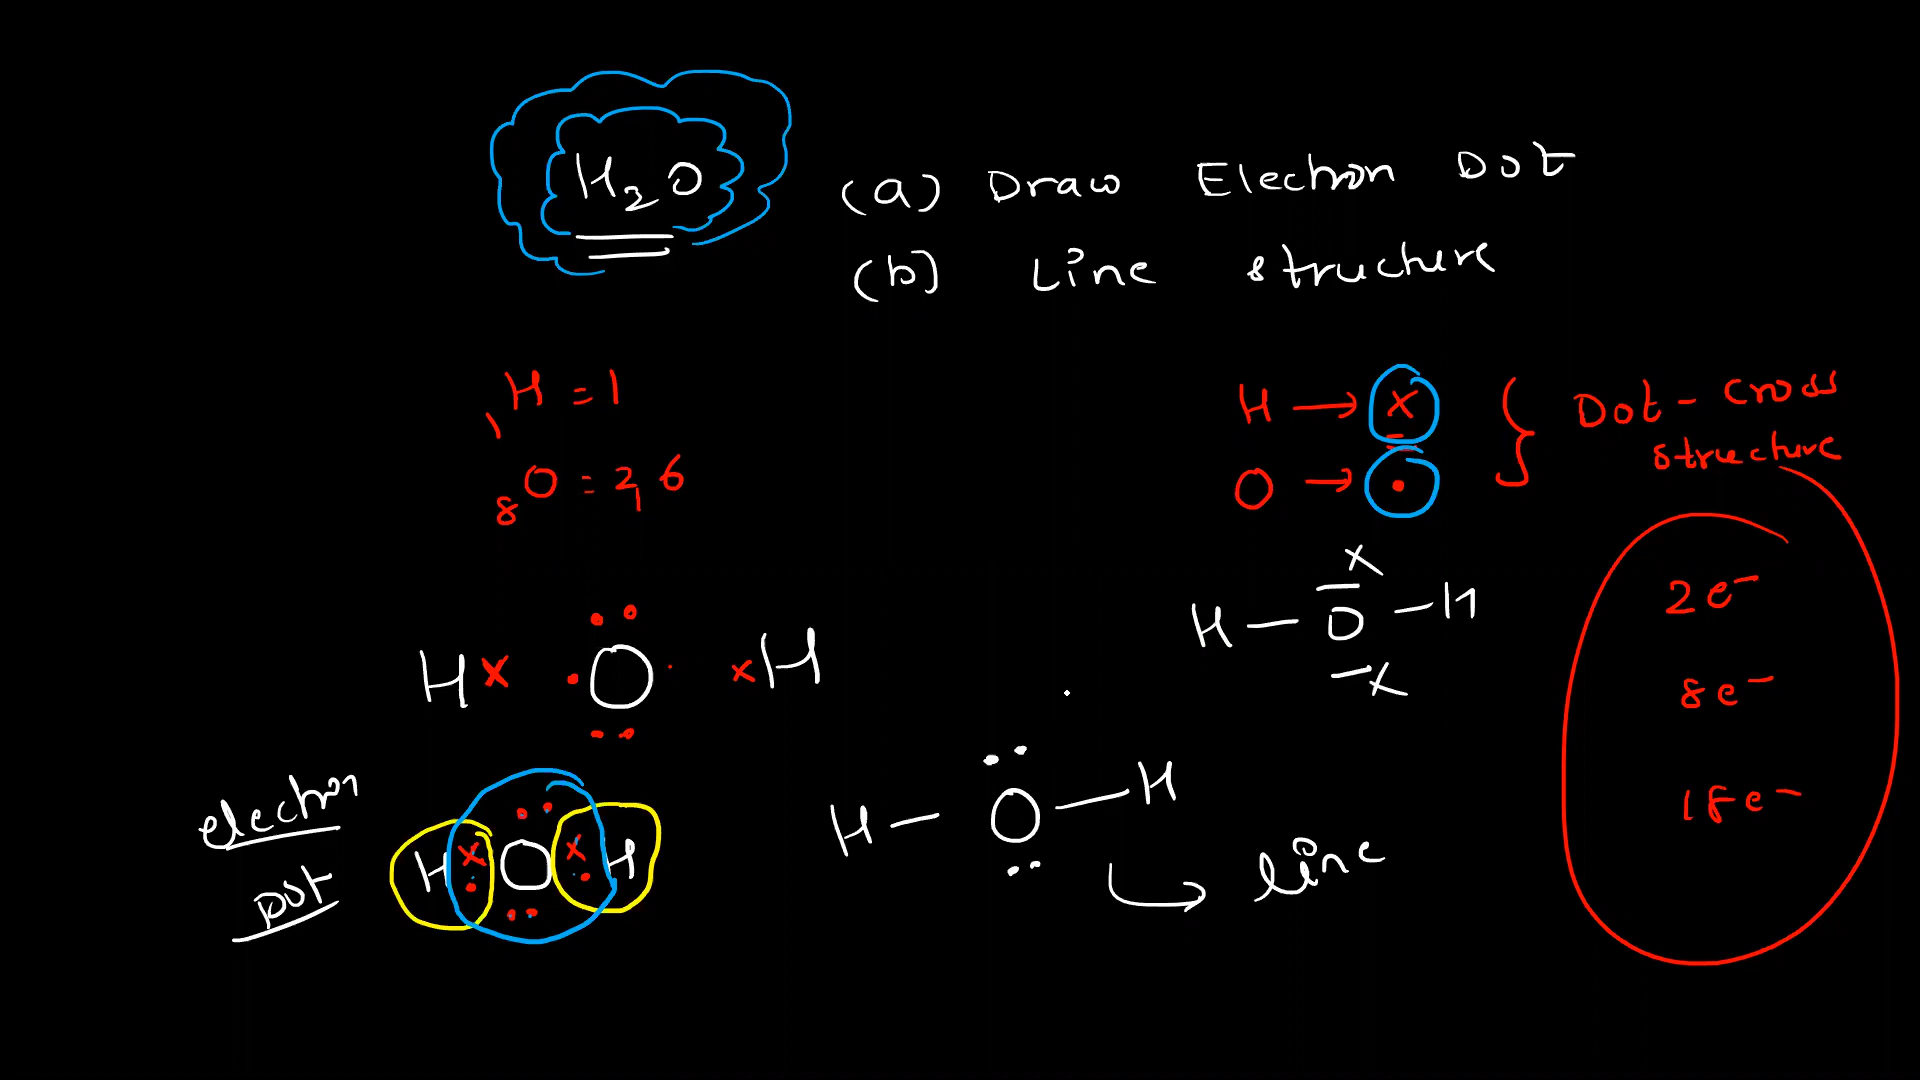 H₂O (a) Draw Electron Dot
(b) Line structure
₁H = 1
₈O = 2,6
H → x
O → •
Dot - cross
structure
H x • O • x H
H — O — H
2e⁻
8e⁻
18e⁻
electron
DOT
H x O x H
H — O — H
line